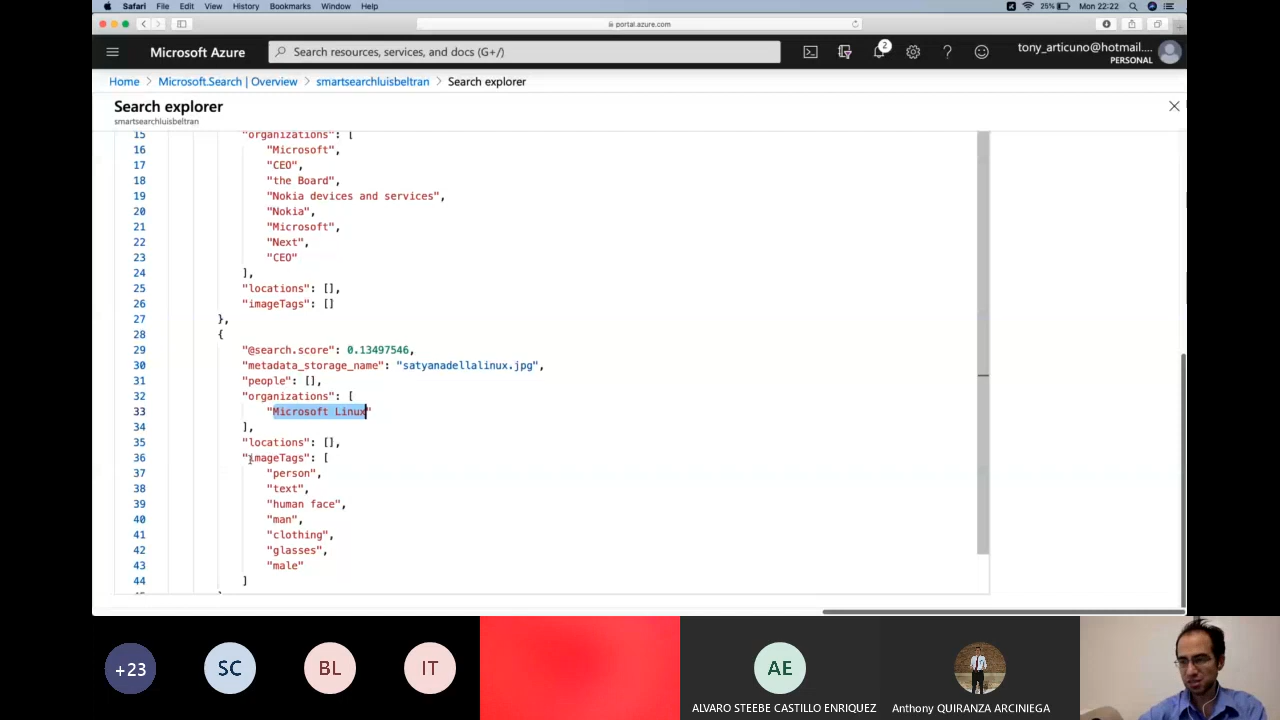 Safari File Edit View History Bookmarks Window Help 25% Mon 22:22
portal.azure.com
Microsoft Azure Search resources, services, and docs (G+/) 2 tony_articuno@hotmail....
PERSONAL
Home > Microsoft.Search | Overview > smartsearchluisbeltran > Search explorer
Search explorer
smartsearchluisbeltran
15 "organizations": [
16 "Microsoft",
17 "CEO",
18 "the Board",
19 "Nokia devices and services",
20 "Nokia",
21 "Microsoft",
22 "Next",
23 "CEO"
24 ],
25 "locations": [],
26 "imageTags": []
27 },
28 {
29 "@search.score": 0.13497546,
30 "metadata_storage_name": "satyanadellalinux.jpg",
31 "people": [],
32 "organizations": [
33 "Microsoft Linux"
34 ],
35 "locations": [],
36 "imageTags": [
37 "person",
38 "text",
39 "human face",
40 "man",
41 "clothing",
42 "glasses",
43 "male"
44 ]
+23 SC BL IT AE
ALVARO STEEBE CASTILLO ENRIQUEZ Anthony QUIRANZA ARCINIEGA